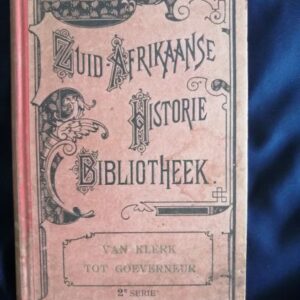 ZUID AFRIKAANSE
HISTORIE
BIBLIOTHEEK.
VAN KLERK
TOT GOEVERNEUR
2e SERIE